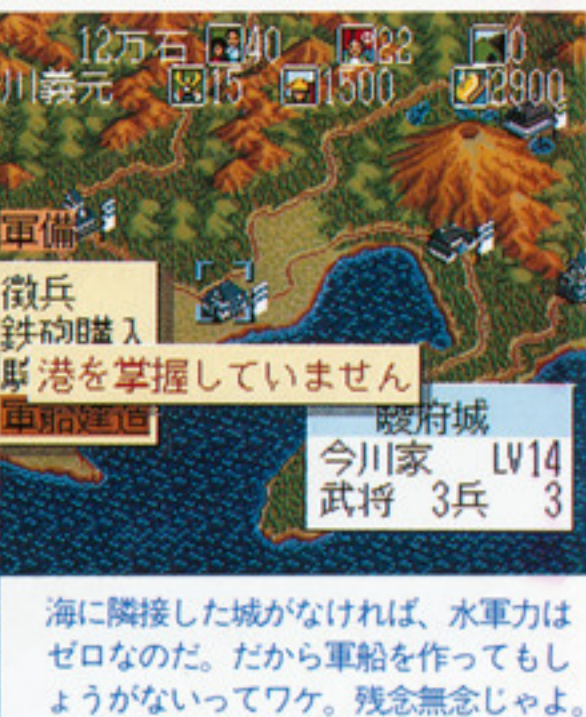 12万石 40 22 0
川義元 15 1500 2900
軍備
徴兵
鉄砲購入
港を掌握していません
軍船建造
駿府城
今川家 LV14
武将 3兵 3
海に隣接した城がなければ、水軍力は
ゼロなのだ。だから軍船を作ってもし
ょうがないってワケ。残念無念じゃよ。